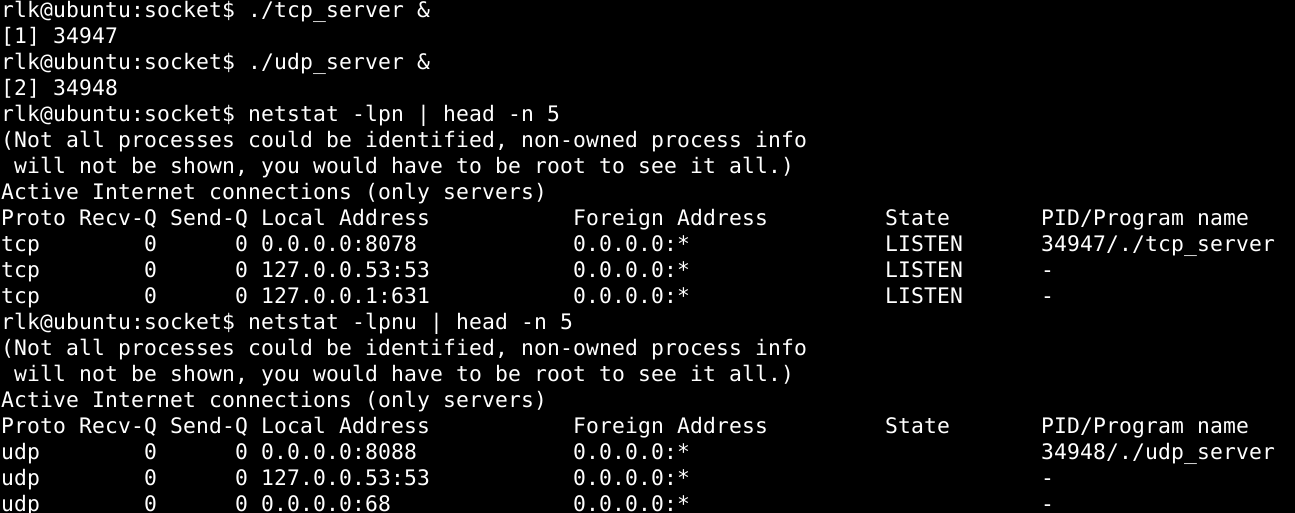 rlk@ubuntu:socket$ ./tcp_server &
[1] 34947
rlk@ubuntu:socket$ ./udp_server &
[2] 34948
rlk@ubuntu:socket$ netstat -lpn | head -n 5
(Not all processes could be identified, non-owned process info
 will not be shown, you would have to be root to see it all.)
Active Internet connections (only servers)
Proto Recv-Q Send-Q Local Address           Foreign Address         State       PID/Program name
tcp        0      0 0.0.0.0:8078            0.0.0.0:*               LISTEN      34947/./tcp_server
tcp        0      0 127.0.0.53:53           0.0.0.0:*               LISTEN      -
tcp        0      0 127.0.0.1:631           0.0.0.0:*               LISTEN      -
rlk@ubuntu:socket$ netstat -lpnu | head -n 5
(Not all processes could be identified, non-owned process info
 will not be shown, you would have to be root to see it all.)
Active Internet connections (only servers)
Proto Recv-Q Send-Q Local Address           Foreign Address         State       PID/Program name
udp        0      0 0.0.0.0:8088            0.0.0.0:*                           34948/./udp_server
udp        0      0 127.0.0.53:53           0.0.0.0:*                           -
udp        0      0 0.0.0.0:68              0.0.0.0:*                           -